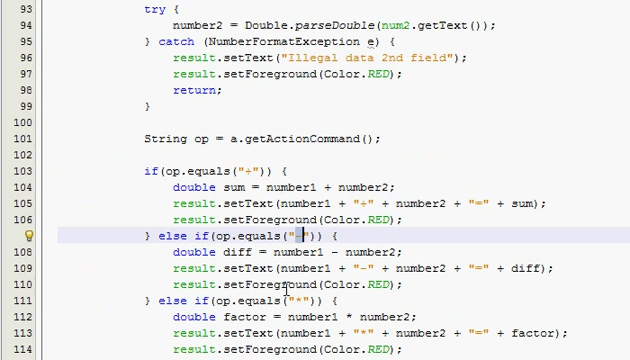 93 try {
94 number2 = Double.parseDouble(num2.getText());
95 } catch (NumberFormatException e) {
96 result.setText("Illegal data 2nd field");
97 result.setForeground(Color.RED);
98 return;
99 }
100
101 String op = a.getActionCommand();
102
103 if(op.equals("+")) {
104 double sum = number1 + number2;
105 result.setText(number1 + "+" + number2 + "=" + sum);
106 result.setForeground(Color.RED);
} else if(op.equals("-")) {
108 double diff = number1 - number2;
109 result.setText(number1 + "-" + number2 + "=" + diff);
110 result.setForeground(Color.RED);
111 } else if(op.equals("*")) {
112 double factor = number1 * number2;
113 result.setText(number1 + "*" + number2 + "=" + factor);
114 result.setForeground(Color.RED);